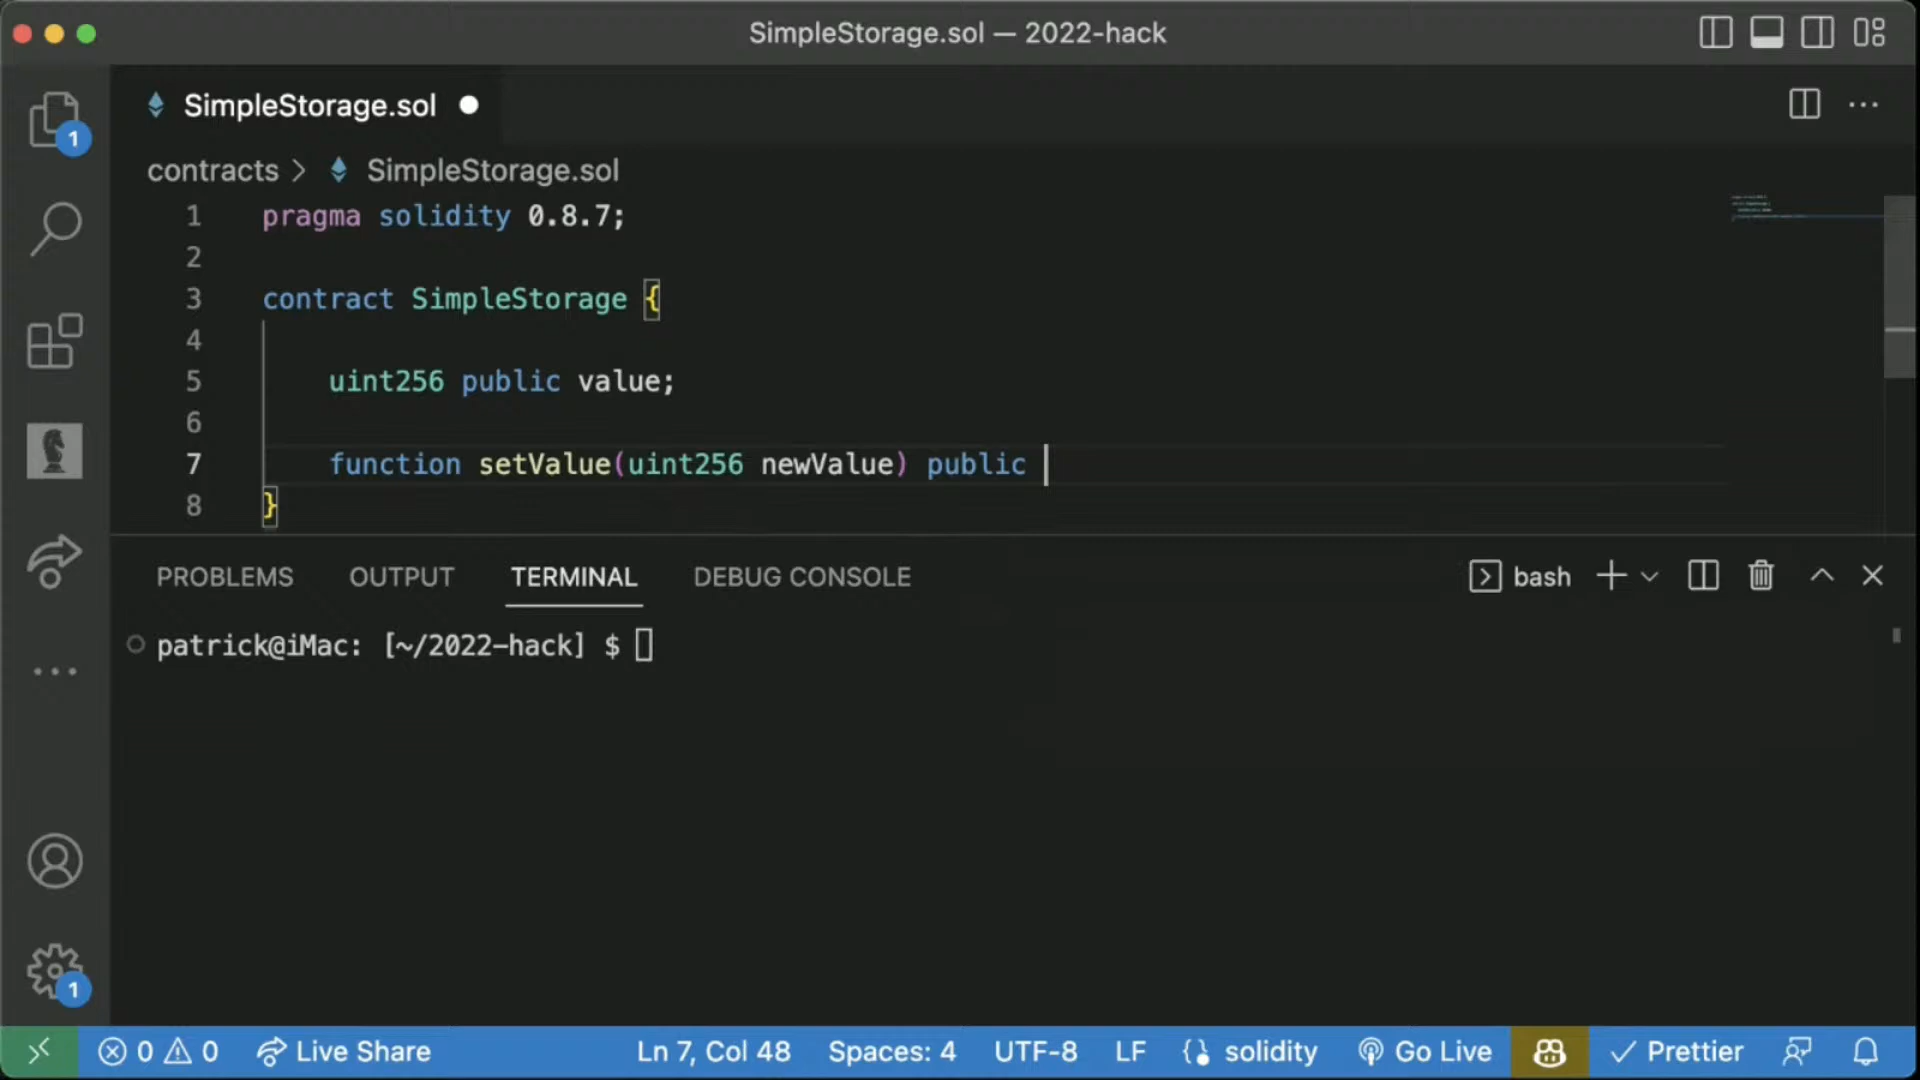 SimpleStorage.sol — 2022-hack
SimpleStorage.sol
1
contracts > SimpleStorage.sol
1 pragma solidity 0.8.7;
2
3 contract SimpleStorage {
4
5 uint256 public value;
6
7 function setValue(uint256 newValue) public
8 }
PROBLEMS OUTPUT TERMINAL DEBUG CONSOLE bash
patrick@iMac: [~/2022-hack] $
1
0 0 Live Share Ln 7, Col 48 Spaces: 4 UTF-8 LF solidity Go Live Prettier